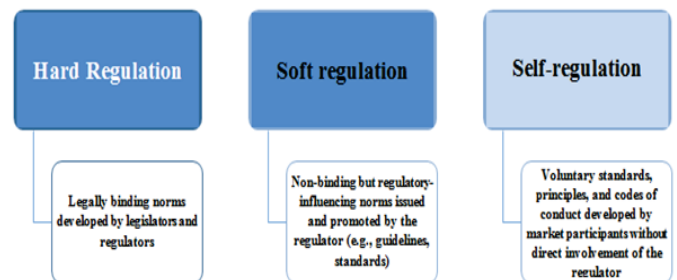 Hard Regulation
Legally binding norms
developed by legislators and
regulators
Soft regulation
Non-binding but regulatory-
influencing norms issued
and promoted by the
regulator (e.g., guidelines,
standards)
Self-regulation
Voluntary standards,
principles, and codes of
conduct developed by
market participants without
direct involvement of the
regulator